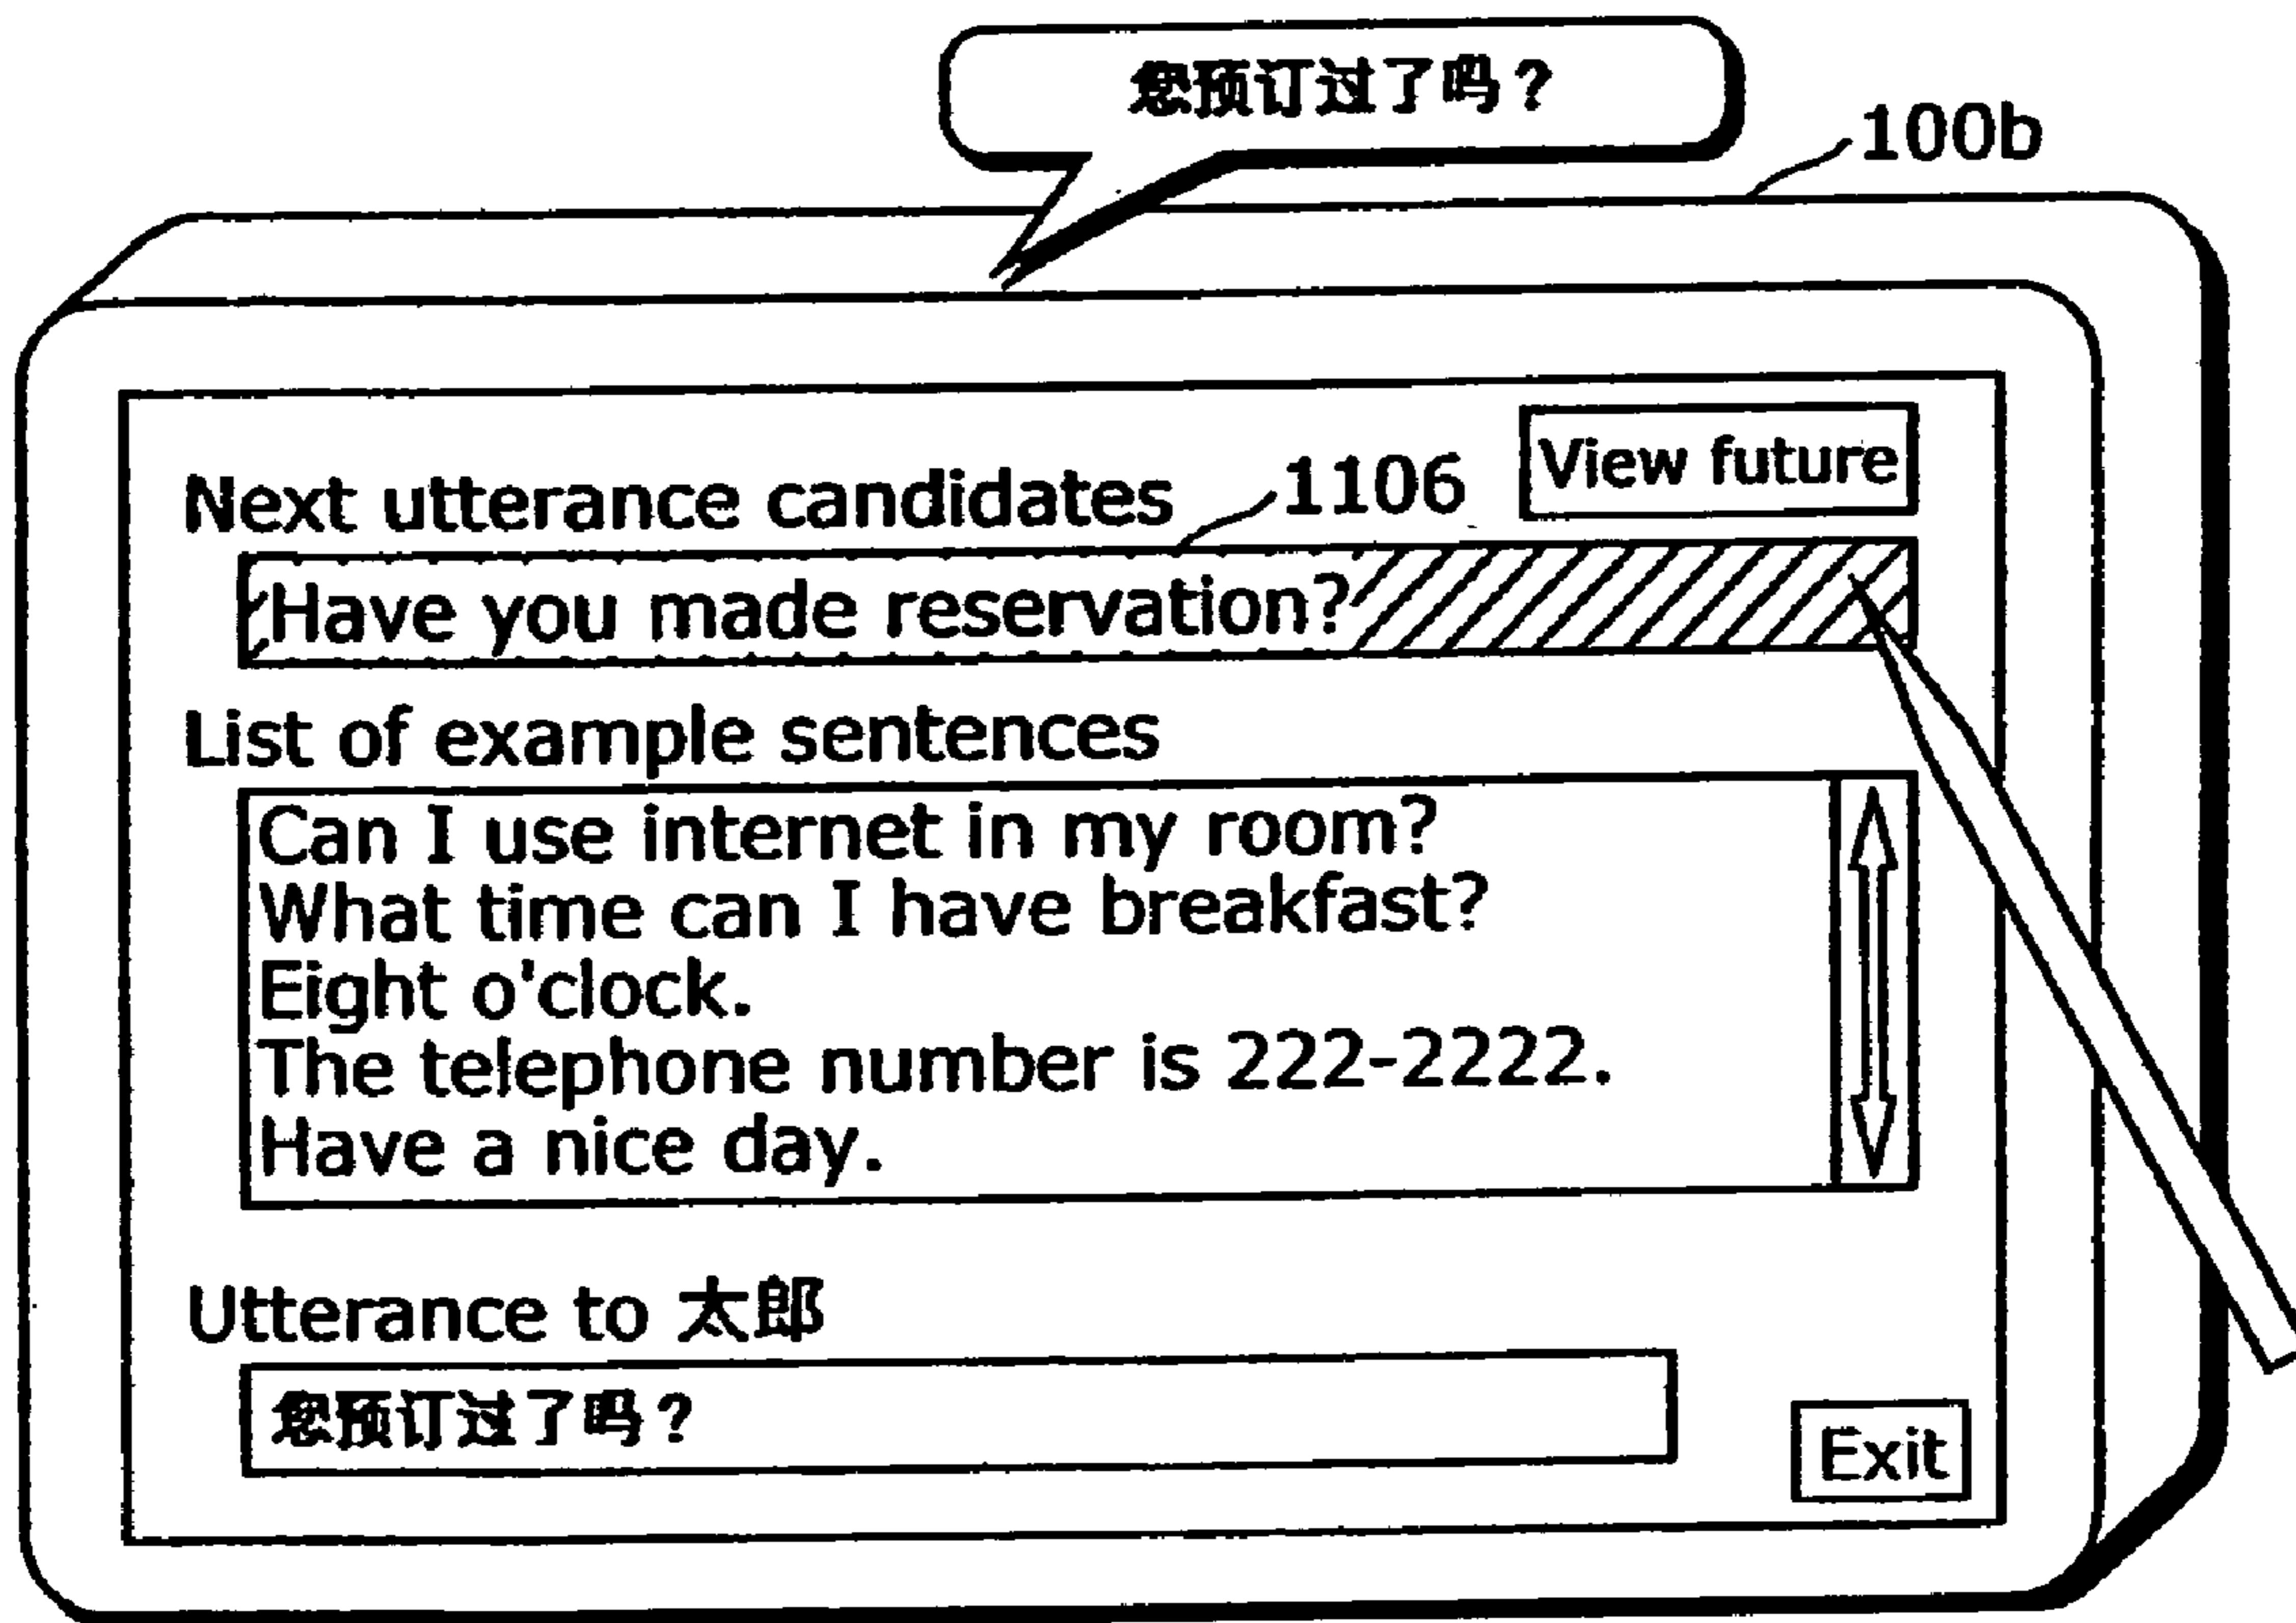 您预订过了吗?
100b
View future
Next utterance candidates
1106
Have you made reservation?
List of example sentences
Can I use internet in my room?
What time can I have breakfast?
Eight o'clock.
The telephone number is 222-2222.
Have a nice day.
Utterance to 太郎
您预订过了吗?
Exit